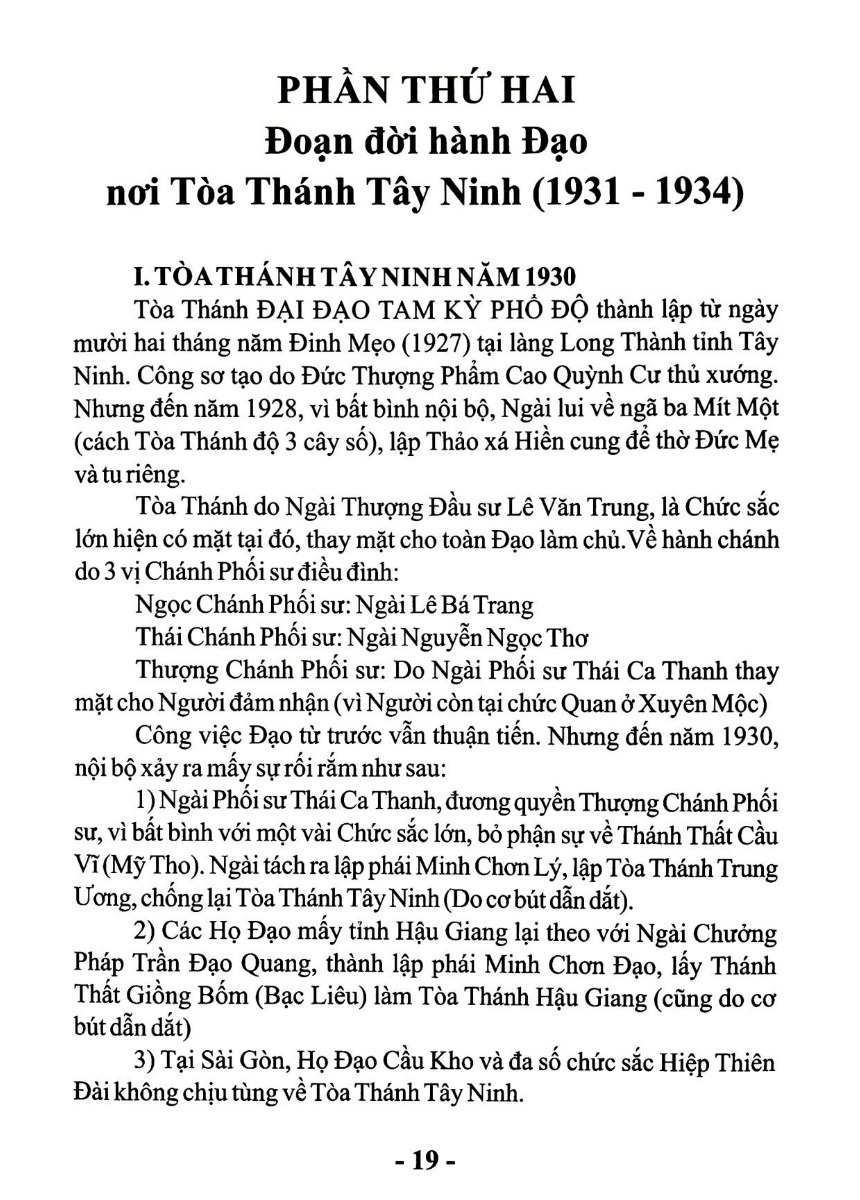 PHẦN THỨ HAI
Đoạn đời hành Đạo
nơi Tòa Thánh Tây Ninh (1931 - 1934)
I. TÒA THÁNH TÂY NINH NĂM 1930
Tòa Thánh ĐẠI ĐẠO TAM KỲ PHỔ ĐỘ thành lập từ ngày
mười hai tháng năm Đinh Mẹo (1927) tại làng Long Thành tỉnh Tây
Ninh. Công sơ tạo do Đức Thượng Phẩm Cao Quỳnh Cư thủ xướng.
Nhưng đến năm 1928, vì bất bình nội bộ, Ngài lui về ngã ba Mít Một
(cách Tòa Thánh độ 3 cây số), lập Thảo xá Hiền cung để thờ Đức Mẹ
và tu riêng.
Tòa Thánh do Ngài Thượng Đầu sư Lê Văn Trung, là Chức sắc
lớn hiện có mặt tại đó, thay mặt cho toàn Đạo làm chủ.Về hành chánh
do 3 vị Chánh Phối sư điều đình:
Ngọc Chánh Phối sư: Ngài Lê Bá Trang
Thái Chánh Phối sư: Ngài Nguyễn Ngọc Thơ
Thượng Chánh Phối sư: Do Ngài Phối sư Thái Ca Thanh thay
mặt cho Người đảm nhận (vì Người còn tại chức Quan ở Xuyên Mộc)
Công việc Đạo từ trước vẫn thuận tiến. Nhưng đến năm 1930,
nội bộ xảy ra mấy sự rối rắm như sau:
1) Ngài Phối sư Thái Ca Thanh, đương quyền Thượng Chánh Phối
sư, vì bất bình với một vài Chức sắc lớn, bỏ phận sự về Thánh Thất Cầu
Vĩ (Mỹ Tho). Ngài tách ra lập phái Minh Chơn Lý, lập Tòa Thánh Trung
Ương, chống lại Tòa Thánh Tây Ninh (Do cơ bút dẫn dắt).
2) Các Họ Đạo mấy tỉnh Hậu Giang lại theo với Ngài Chưởng
Pháp Trần Đạo Quang, thành lập phái Minh Chơn Đạo, lấy Thánh
Thất Giồng Bốm (Bạc Liêu) làm Tòa Thánh Hậu Giang (cũng do cơ
bút dẫn dắt)
3) Tại Sài Gòn, Họ Đạo Cầu Kho và đa số chức sắc Hiệp Thiên
Đài không chịu tùng về Tòa Thánh Tây Ninh.
- 19 -